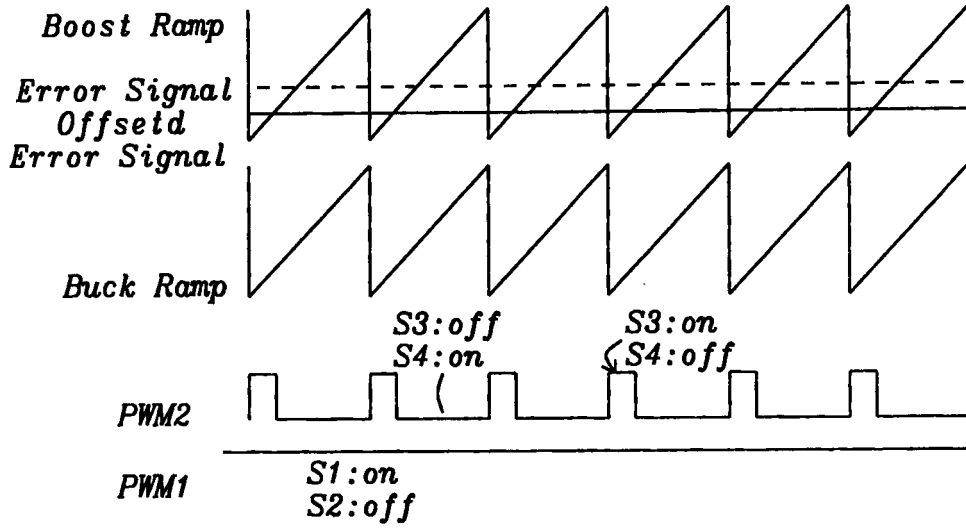 Boost Ramp
Error Signal
Offsetd
Error Signal
Buck Ramp
S3:off
S4:on
S3:on
S4:off
PWM2
PWM1
S1:on
S2:off